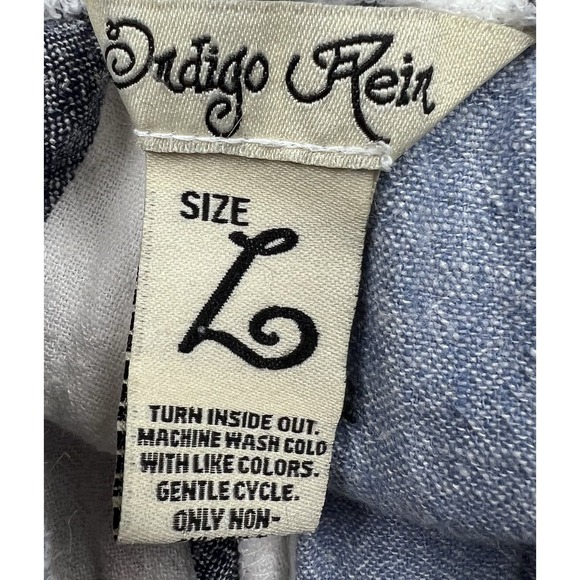 Indigo Rein
SIZE
L
TURN INSIDE OUT.
MACHINE WASH COLD
WITH LIKE COLORS.
GENTLE CYCLE.
ONLY NON-